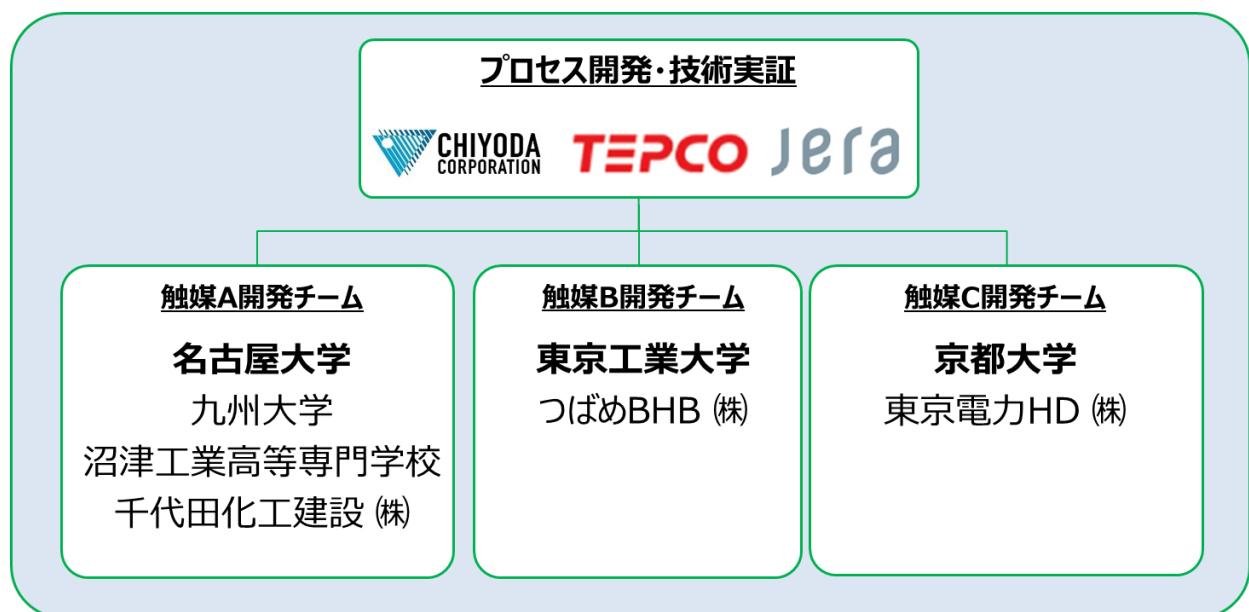 プロセス開発・技術実証
CHIYODA
CORPORATION
TEPCO
Jera
触媒A開発チーム
名古屋大学
九州大学
沼津工業高等専門学校
千代田化工建設 ㈱
触媒B開発チーム
東京工業大学
つばめBHB ㈱
触媒C開発チーム
京都大学
東京電力HD ㈱